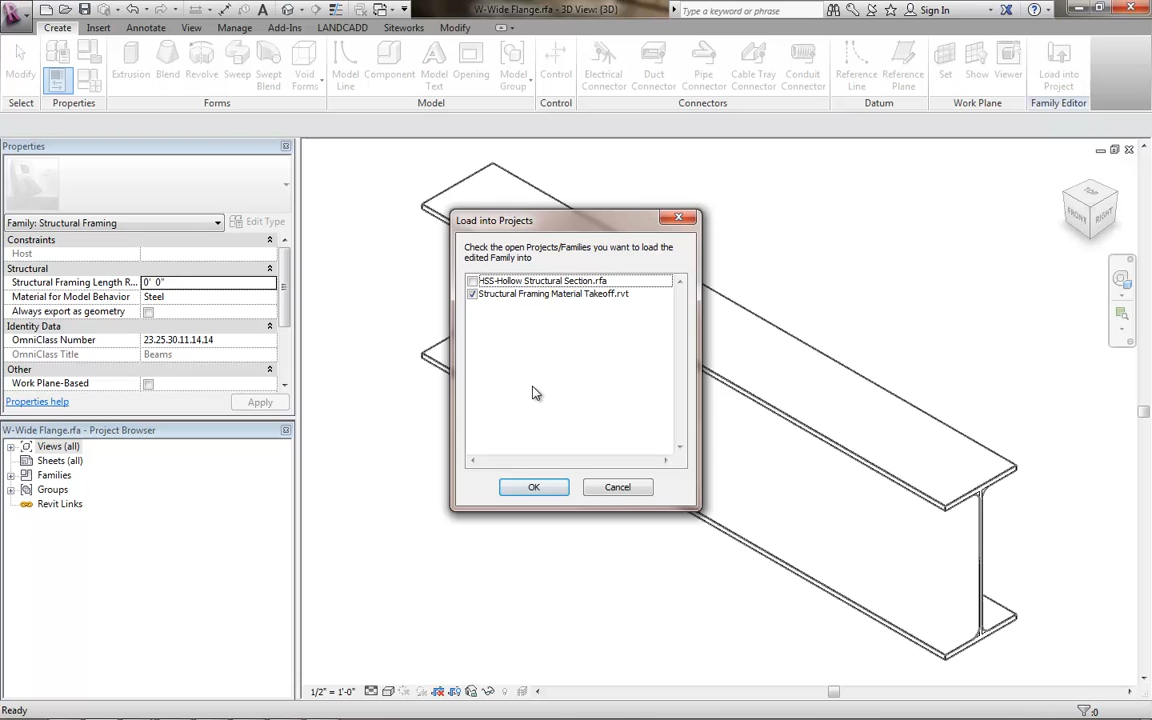 W-Wide Flange.rfa - 3D View: {3D}
Type a keyword or phrase
Sign In
Create Insert Annotate View Manage Add-Ins LANDCADD Siteworks Modify
Modify
Extrusion Blend Revolve Sweep Swept Blend Void Forms
Model Line Component Model Text Opening Model Group
Control
Electrical Connector Duct Connector Pipe Connector Cable Tray Connector Conduit Connector
Reference Line Reference Plane
Set Show Viewer
Load into Project
Select Properties Forms Model Control Connectors Datum Work Plane Family Editor
Properties
Family: Structural Framing
Edit Type
Constraints
Host
Structural
Structural Framing Length R... 0' 0"
Material for Model Behavior Steel
Always export as geometry
Identity Data
OmniClass Number 23.25.30.11.14.14
OmniClass Title Beams
Other
Work Plane-Based
Properties help
Apply
W-Wide Flange.rfa - Project Browser
Views (all)
Sheets (all)
Families
Groups
Revit Links
Load into Projects
Check the open Projects/Families you want to load the
edited Family into
HSS-Hollow Structural Section.rfa
Structural Framing Material Takeoff.rvt
OK
Cancel
TOP
FRONT
RIGHT
1/2" = 1'-0"
Ready
:0